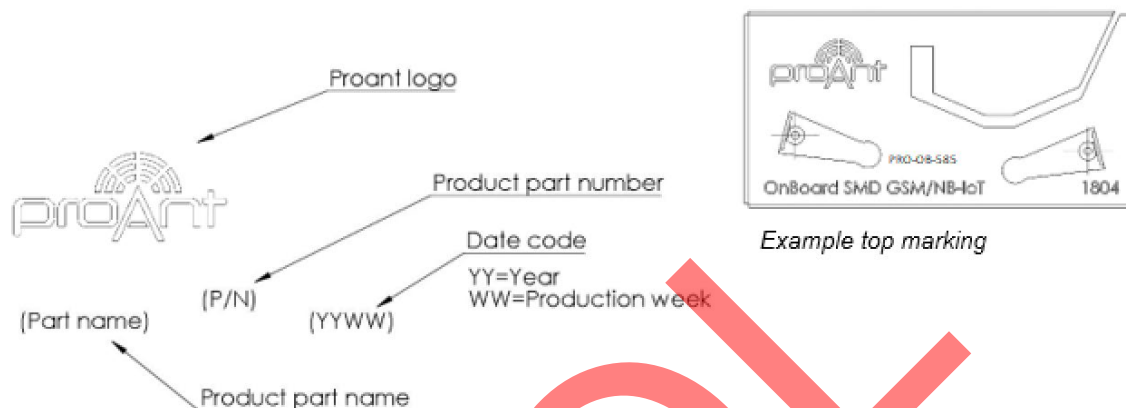 Proant logo
proAnt
Product part number
(P/N)
Date code
YY=Year
WW=Production week
(Part name)
(YYWW)
Product part name
proAnt
PRO-OB-585
OnBoard SMD GSM/NB-IoT 1804
Example top marking